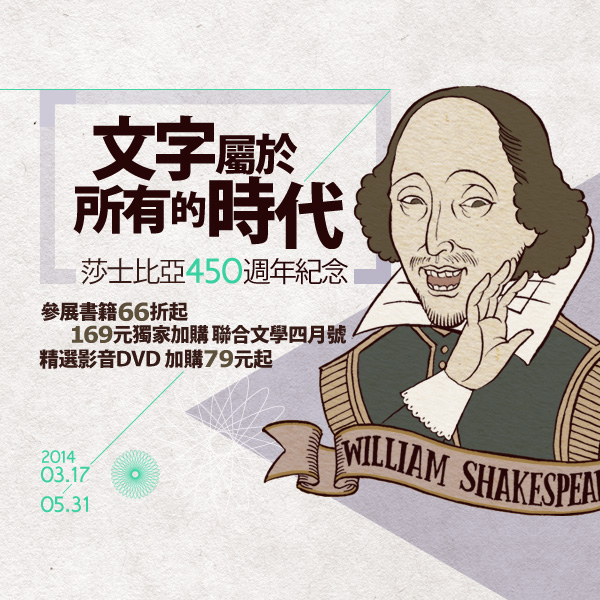 文字屬於
所有的時代
莎士比亞450週年紀念
參展書籍66折起
169元獨家加購 聯合文學四月號
精選影音DVD 加購79元起
2014
03.17
05.31
WILLIAM SHAKESPEA